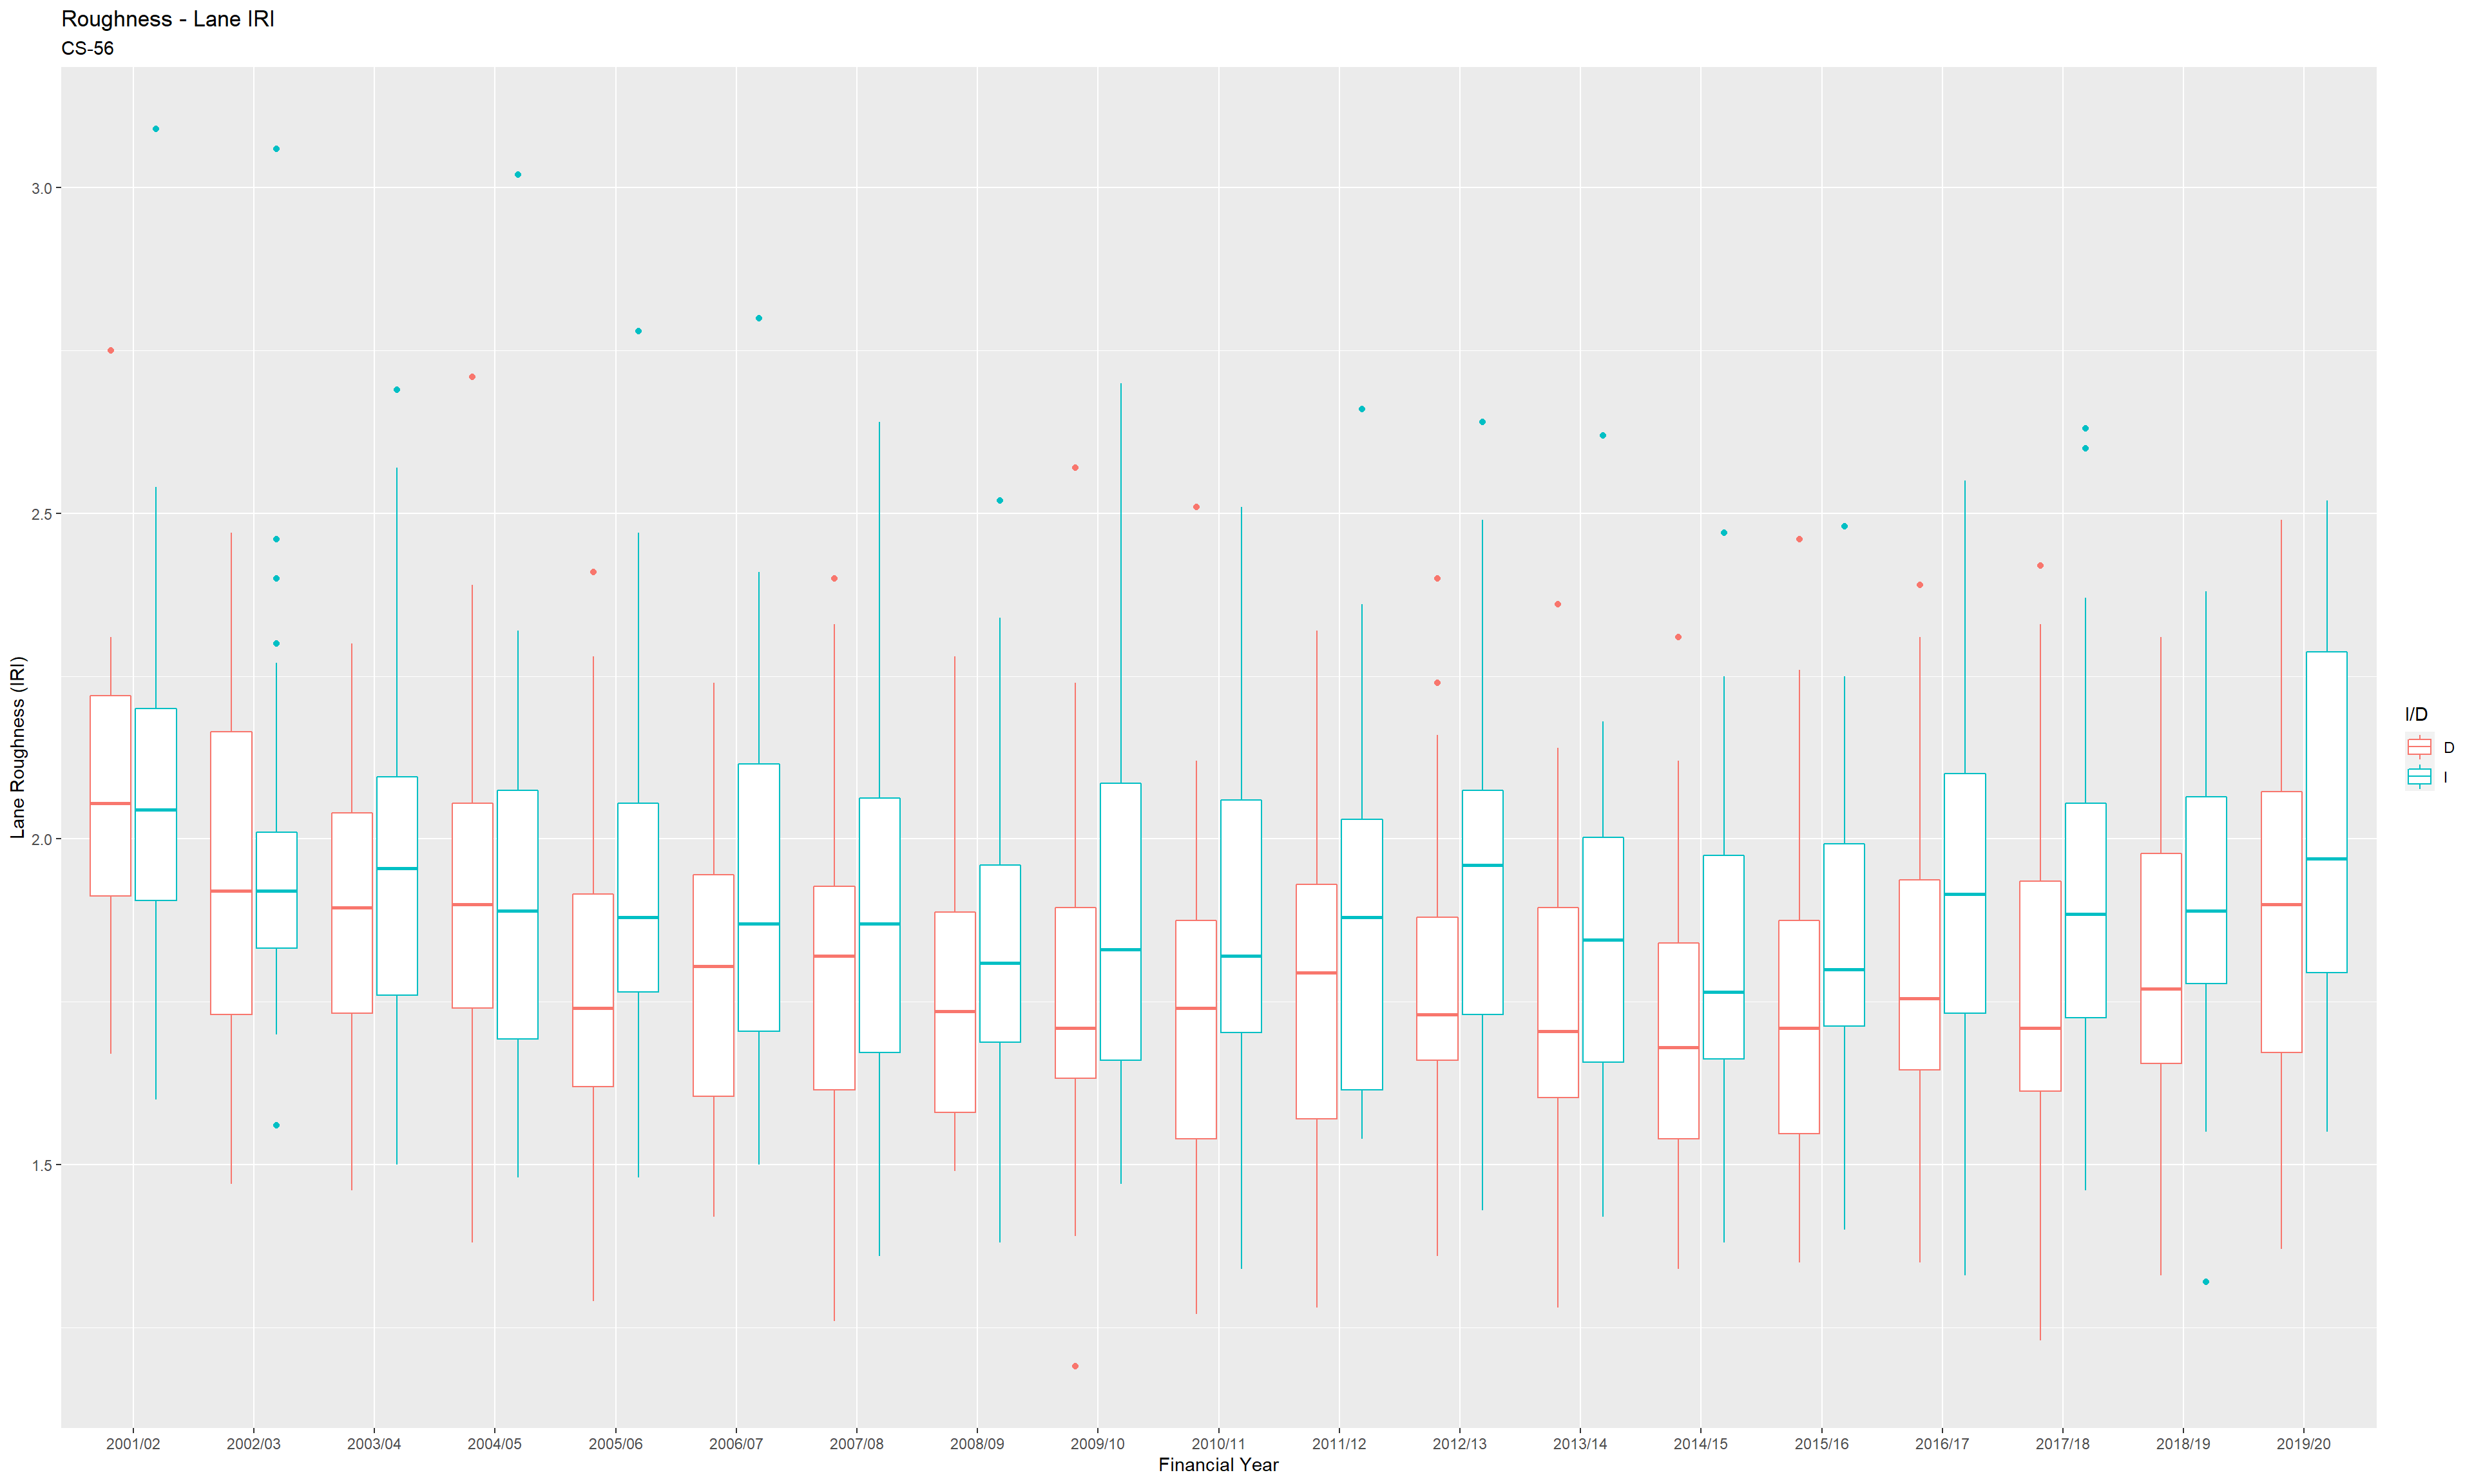 Roughness - Lane IRI
CS-56
Lane Roughness (IRI)
3.0
2.5
2.0
1.5
2001/02 2002/03 2003/04 2004/05 2005/06 2006/07 2007/08 2008/09 2009/10 2010/11 2011/12 2012/13 2013/14 2014/15 2015/16 2016/17 2017/18 2018/19 2019/20
Financial Year
I/D
D
I